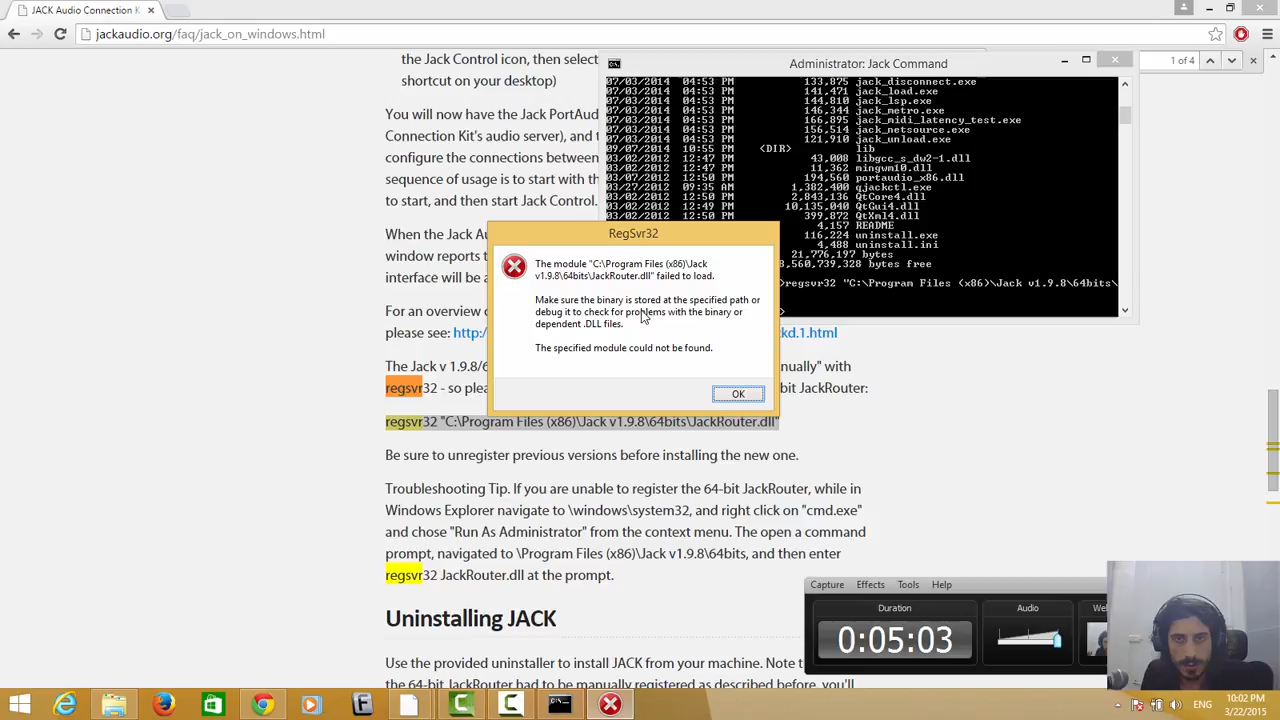 JACK Audio Connection K
jackaudio.org/faq/jack_on_windows.html
1 of 4
the Jack Control icon, then select
shortcut on your desktop)
You will now have the Jack PortAud
Connection Kit's audio server), and t
configure the connections between
sequence of usage is to start with th
to start, and then start Jack Control.
When the Jack Au
window reports t
interface will be a
For an overview o
please see: http:/
kd.1.html
The Jack v 1.9.8/6
nually" with
regsvr32 - so plea
bit JackRouter:
regsvr32 "C:\Program Files (x86)\Jack v1.9.8\64bits\JackRouter.dll"
Be sure to unregister previous versions before installing the new one.
Troubleshooting Tip. If you are unable to register the 64-bit JackRouter, while in
Windows Explorer navigate to \windows\system32, and right click on "cmd.exe"
and chose "Run As Administrator" from the context menu. The open a command
prompt, navigated to \Program Files (x86)\Jack v1.9.8\64bits, and then enter
regsvr32 JackRouter.dll at the prompt.
Uninstalling JACK
Use the provided uninstaller to install JACK from your machine. Note t
the 64-bit JackRouter had to be manually registered as described before, you'll
Administrator: Jack Command
07/03/2014 04:53 PM 133,875 jack_disconnect.exe
07/03/2014 04:53 PM 141,471 jack_load.exe
07/03/2014 04:53 PM 144,810 jack_lsp.exe
07/03/2014 04:53 PM 146,344 jack_metro.exe
07/03/2014 04:53 PM 166,895 jack_midi_latency_test.exe
07/03/2014 04:53 PM 156,514 jack_netsource.exe
07/03/2014 04:53 PM 121,910 jack_unload.exe
09/07/2014 10:55 PM <DIR> lib
03/02/2012 12:47 PM 43,008 libgcc_s_dw2-1.dll
03/02/2012 12:47 PM 11,362 mingwm10.dll
03/02/2012 12:50 PM 194,560 portaudio_x86.dll
03/27/2012 09:35 AM 1,382,400 qjackctl.exe
03/02/2012 12:50 PM 2,843,136 QtCore4.dll
03/02/2012 12:49 PM 10,135,040 QtGui4.dll
03/02/2012 12:50 PM 399,872 QtXml4.dll
4,157 README
116,224 uninstall.exe
4,488 uninstall.ini
21,776,197 bytes
,560,739,328 bytes free
>regsvr32 "C:\Program Files (x86)\Jack v1.9.8\64bits\
>
RegSvr32
The module "C:\Program Files (x86)\Jack
v1.9.8\64bits\JackRouter.dll" failed to load.
Make sure the binary is stored at the specified path or
debug it to check for problems with the binary or
dependent .DLL files.
The specified module could not be found.
OK
Capture Effects Tools Help
Duration
Audio
We
0:05:03
ENG
10:02 PM
3/22/2015